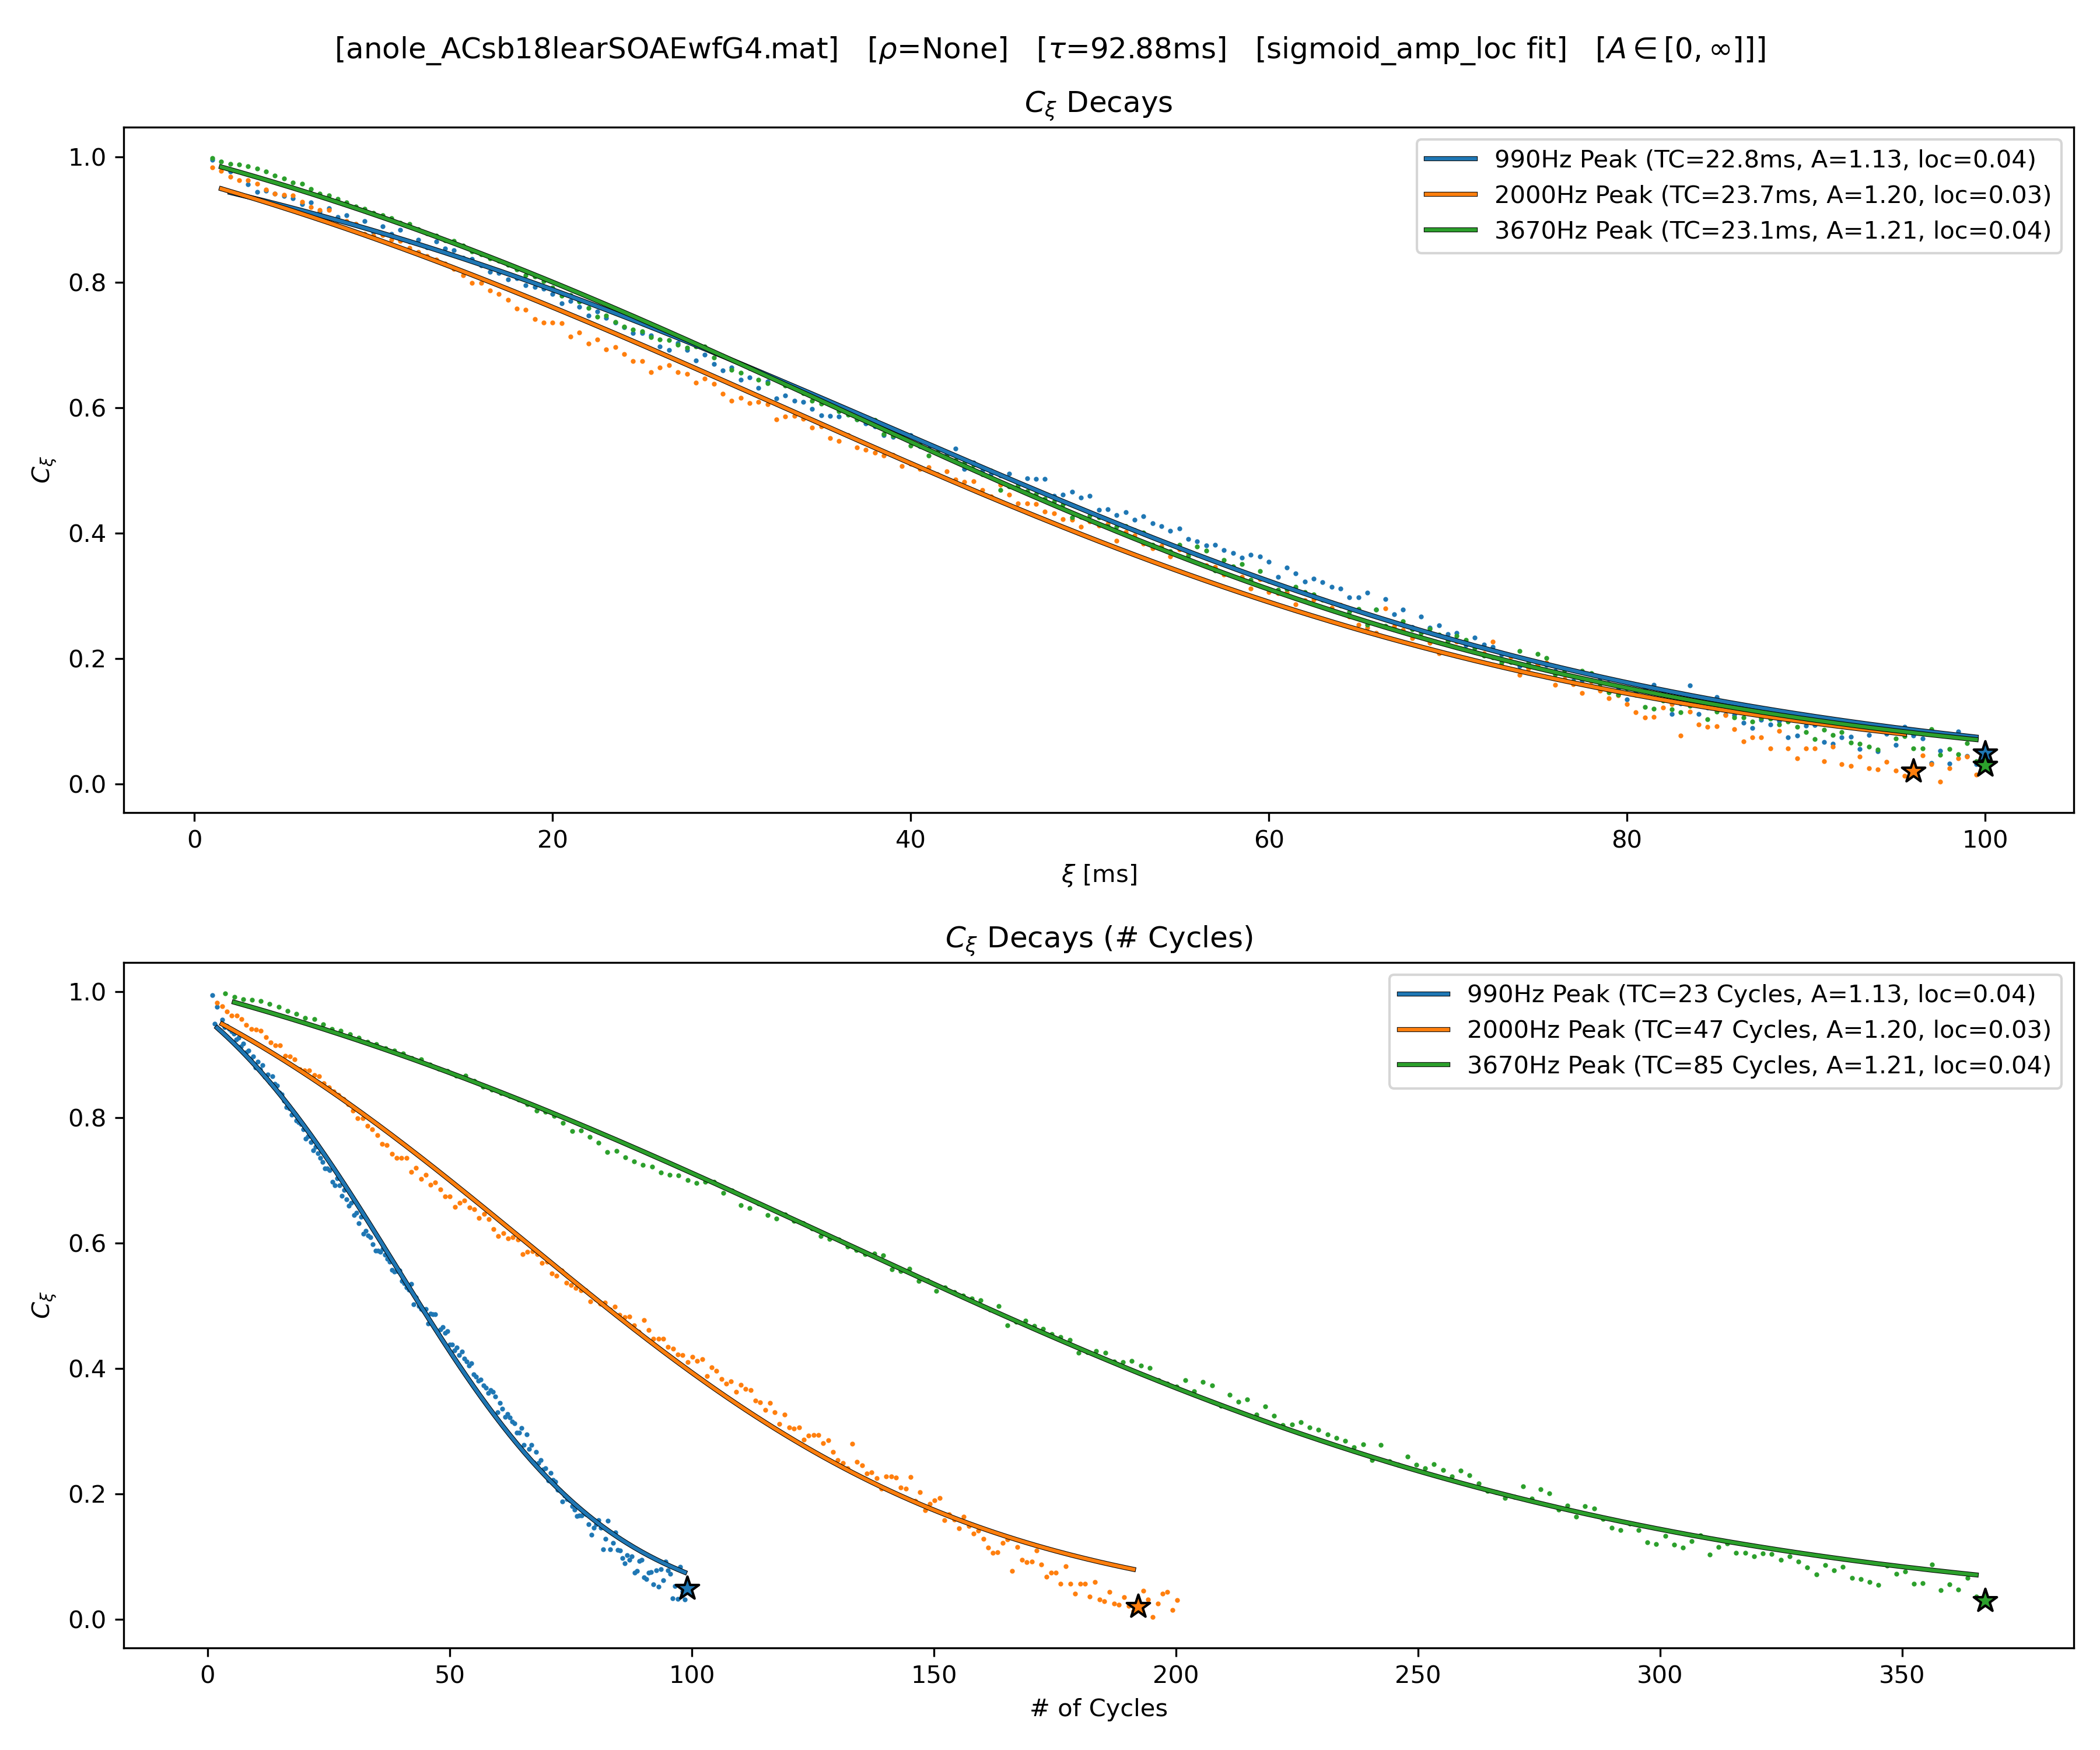 [anole_ACsb18learSOAEwfG4.mat] [ρ=None] [τ=92.88ms] [sigmoid_amp_loc fit] [A ∈ [0, ∞]]]
C_ξ Decays
1.0
0.8
0.6
0.4
0.2
0.0
C_ξ
990Hz Peak (TC=22.8ms, A=1.13, loc=0.04)
2000Hz Peak (TC=23.7ms, A=1.20, loc=0.03)
3670Hz Peak (TC=23.1ms, A=1.21, loc=0.04)
0 20 40 60 80 100
ξ [ms]
C_ξ Decays (# Cycles)
1.0
0.8
0.6
0.4
0.2
0.0
C_ξ
990Hz Peak (TC=23 Cycles, A=1.13, loc=0.04)
2000Hz Peak (TC=47 Cycles, A=1.20, loc=0.03)
3670Hz Peak (TC=85 Cycles, A=1.21, loc=0.04)
0 50 100 150 200 250 300 350
# of Cycles